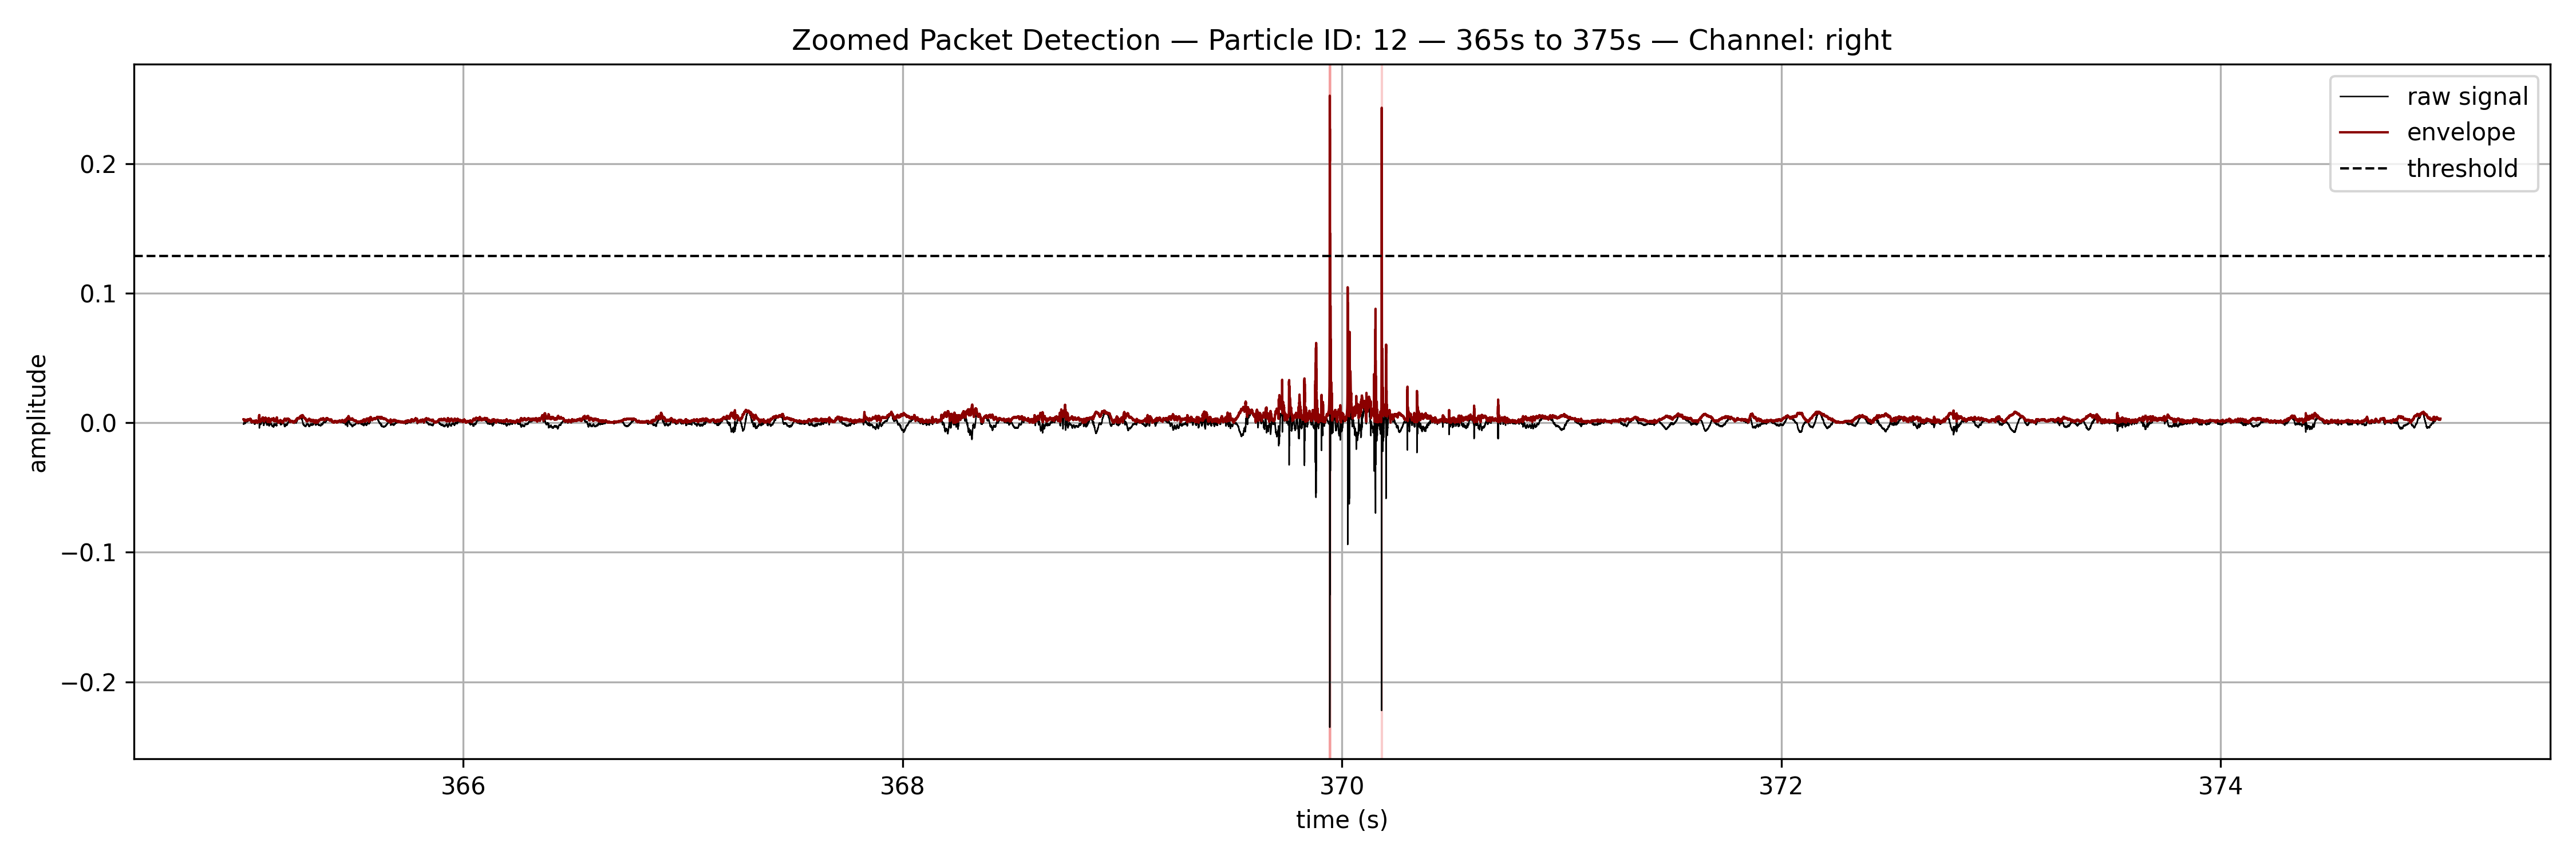 Zoomed Packet Detection — Particle ID: 12 — 365s to 375s — Channel: right
raw signal
envelope
threshold
amplitude
0.2
0.1
0.0
−0.1
−0.2
366 368 370 372 374
time (s)